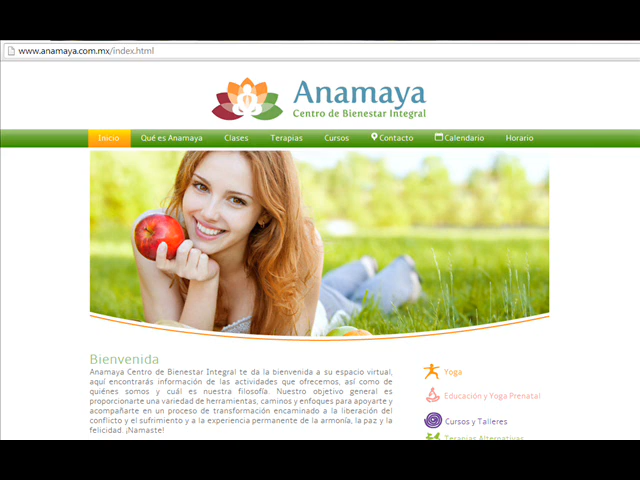 www.anamaya.com.mx/index.html
Anamaya
Centro de Bienestar Integral
Inicio Qué es Anamaya Clases Terapias Cursos Contacto Calendario Horario
Bienvenida
Anamaya Centro de Bienestar Integral te da la bienvenida a su espacio virtual,
aquí encontrarás información de las actividades que ofrecemos, así como de
quiénes somos y cuál es nuestra filosofía. Nuestro objetivo general es
proporcionarte una variedad de herramientas, caminos y enfoques para apoyarte y
acompañarte en un proceso de transformación encaminado a la liberación del
conflicto y el sufrimiento y a la experiencia permanente de la armonía, la paz y la
felicidad. ¡Namaste!
Yoga
Educación y Yoga Prenatal
Cursos y Talleres
Terapias Alternativas